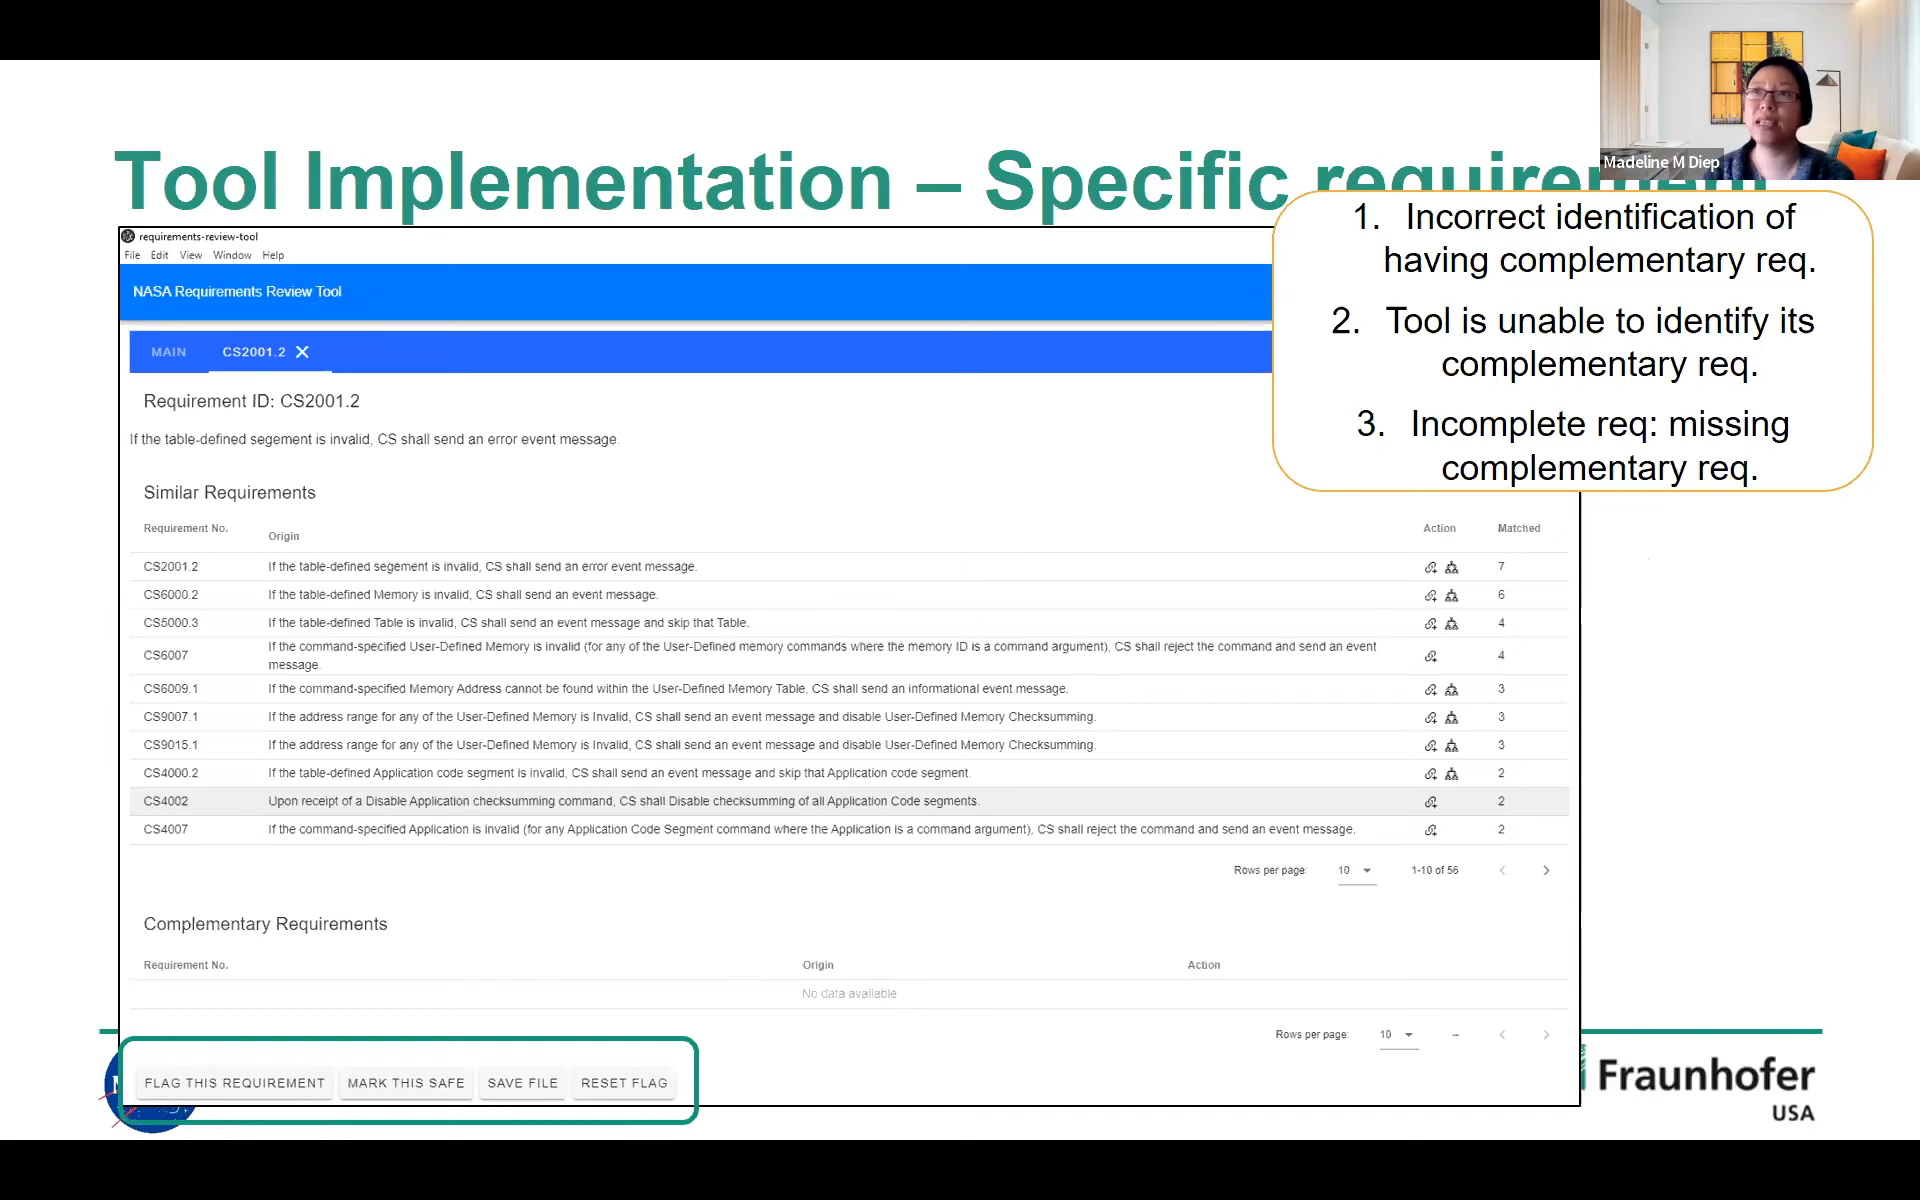 Madeline M Diep
Tool Implementation – Specific requirement
1. Incorrect identification of
having complementary req.
2. Tool is unable to identify its
complementary req.
3. Incomplete req: missing
complementary req.
requirements-review-tool
File Edit View Window Help
NASA Requirements Review Tool
MAIN CS2001.2
Requirement ID: CS2001.2
If the table-defined segement is invalid, CS shall send an error event message.
Similar Requirements
Requirement No. Origin Action Matched
CS2001.2 If the table-defined segement is invalid, CS shall send an error event message. 7
CS6000.2 If the table-defined Memory is invalid, CS shall send an event message. 6
CS5000.3 If the table-defined Table is invalid, CS shall send an event message and skip that Table. 4
CS6007 If the command-specified User-Defined Memory is invalid (for any of the User-Defined memory commands where the memory ID is a command argument), CS shall reject the command and send an event
message. 4
CS6009.1 If the command-specified Memory Address cannot be found within the User-Defined Memory Table, CS shall send an informational event message. 3
CS9007.1 If the address range for any of the User-Defined Memory is Invalid, CS shall send an event message and disable User-Defined Memory Checksumming. 3
CS9015.1 If the address range for any of the User-Defined Memory is Invalid, CS shall send an event message and disable User-Defined Memory Checksumming. 3
CS4000.2 If the table-defined Application code segment is invalid, CS shall send an event message and skip that Application code segment. 2
CS4002 Upon receipt of a Disable Application checksumming command, CS shall Disable checksumming of all Application Code segments. 2
CS4007 If the command-specified Application is invalid (for any Application Code Segment command where the Application is a command argument), CS shall reject the command and send an event message. 2
Rows per page: 10 1-10 of 56
Complementary Requirements
Requirement No. Origin Action
No data available
Rows per page: 10 –
FLAG THIS REQUIREMENT MARK THIS SAFE SAVE FILE RESET FLAG
Fraunhofer
USA